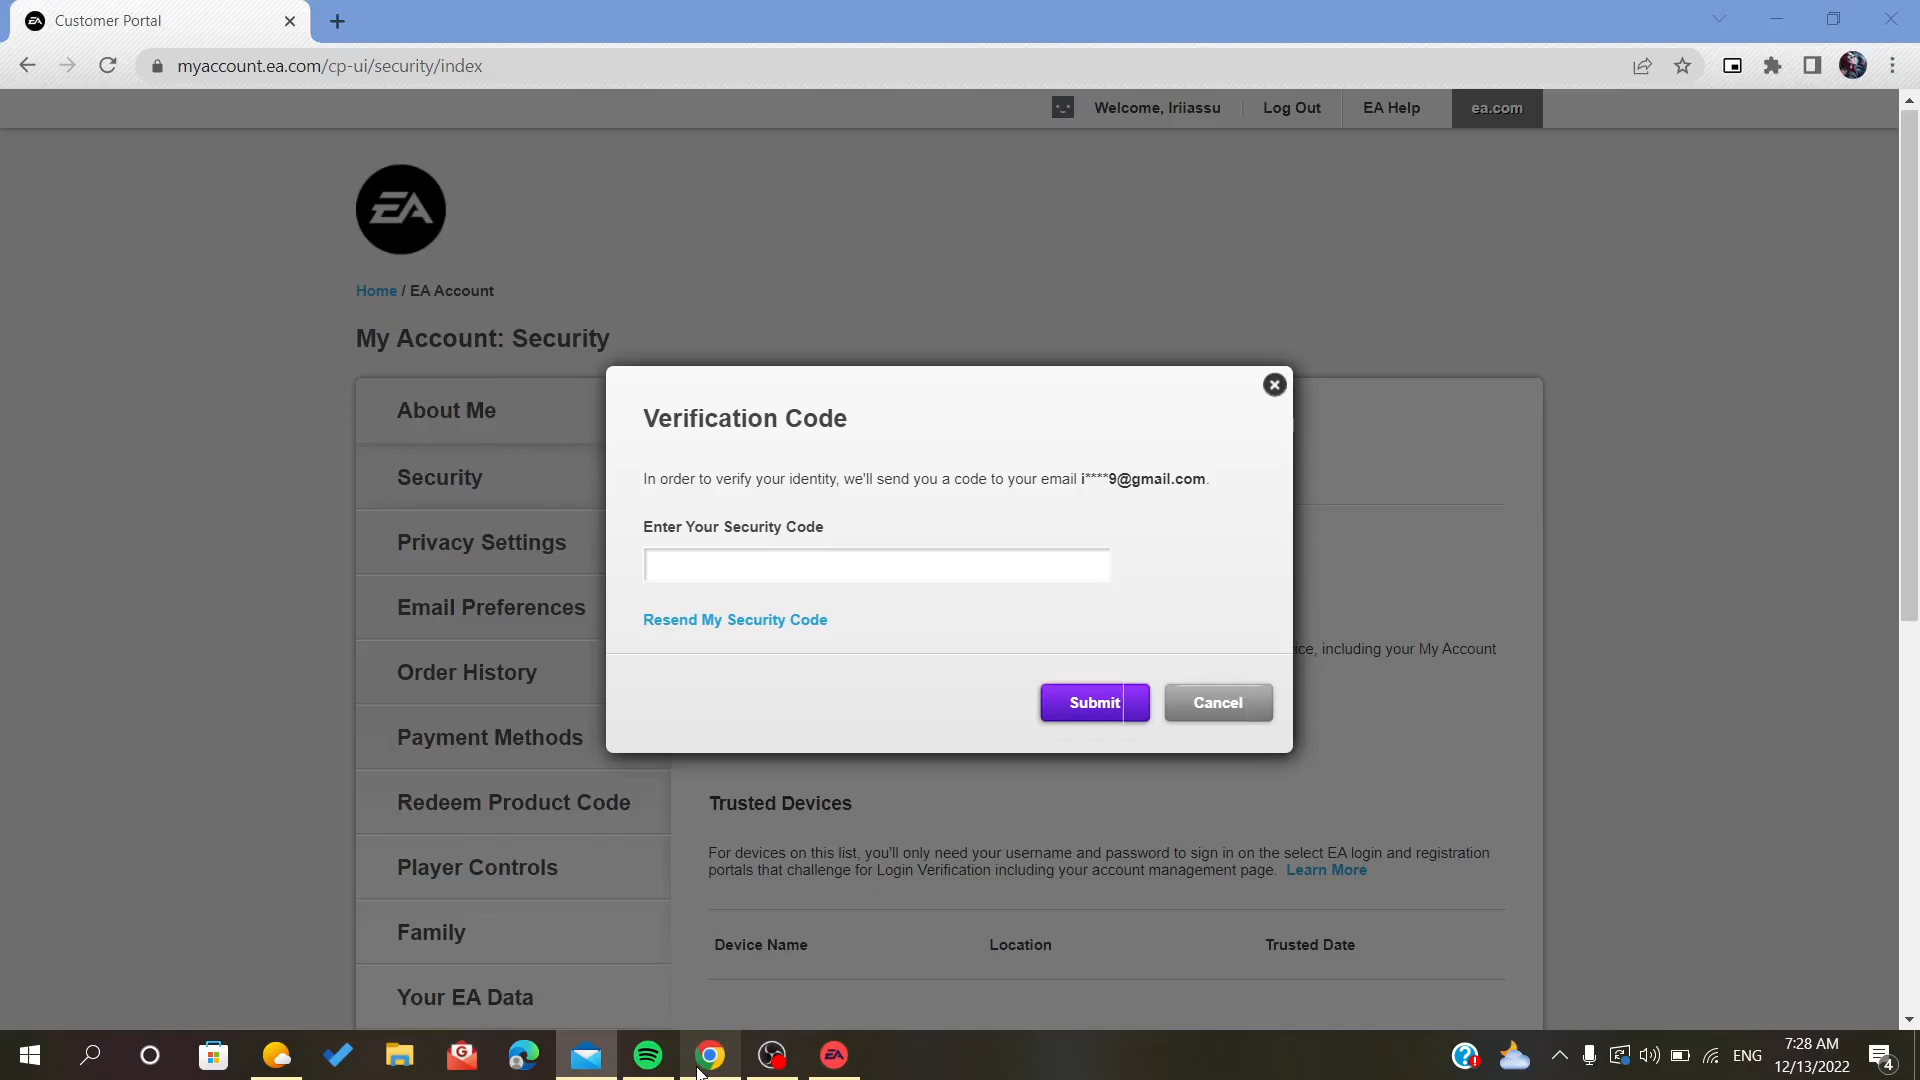 Customer Portal
myaccount.ea.com/cp-ui/security/index
Welcome, Iriiassu
Log Out
EA Help
ea.com
EA
Home / EA Account
My Account: Security
About Me
Security
Privacy Settings
Email Preferences
Order History
Payment Methods
Redeem Product Code
Player Controls
Family
Your EA Data
Verification Code
In order to verify your identity, we'll send you a code to your email i****9@gmail.com.
Enter Your Security Code
Resend My Security Code
Submit
Cancel
ice, including your My Account
Trusted Devices
For devices on this list, you'll only need your username and password to sign in on the select EA login and registration
portals that challenge for Login Verification including your account management page. Learn More
Device Name
Location
Trusted Date
ENG
7:28 AM
12/13/2022
4